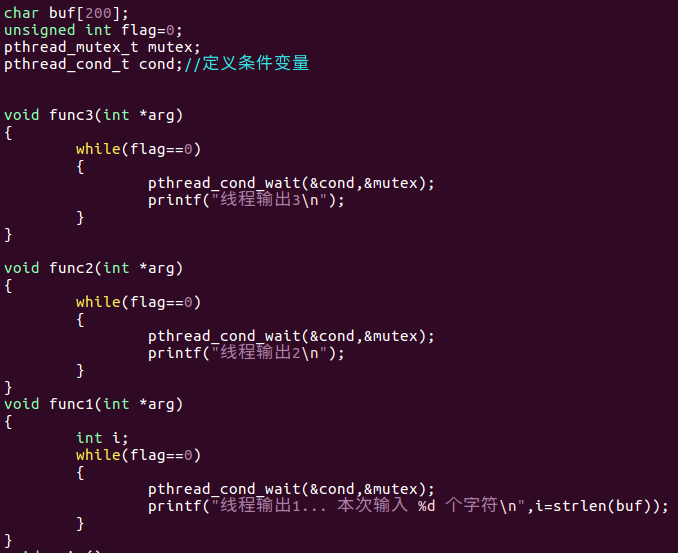 char buf[200];
unsigned int flag=0;
pthread_mutex_t mutex;
pthread_cond_t cond;//定义条件变量
void func3(int *arg)
{
while(flag==0)
{
pthread_cond_wait(&cond,&mutex);
printf("线程输出3\n");
}
}
void func2(int *arg)
{
while(flag==0)
{
pthread_cond_wait(&cond,&mutex);
printf("线程输出2\n");
}
}
void func1(int *arg)
{
int i;
while(flag==0)
{
pthread_cond_wait(&cond,&mutex);
printf("线程输出1... 本次输入 %d 个字符\n",i=strlen(buf));
}
}